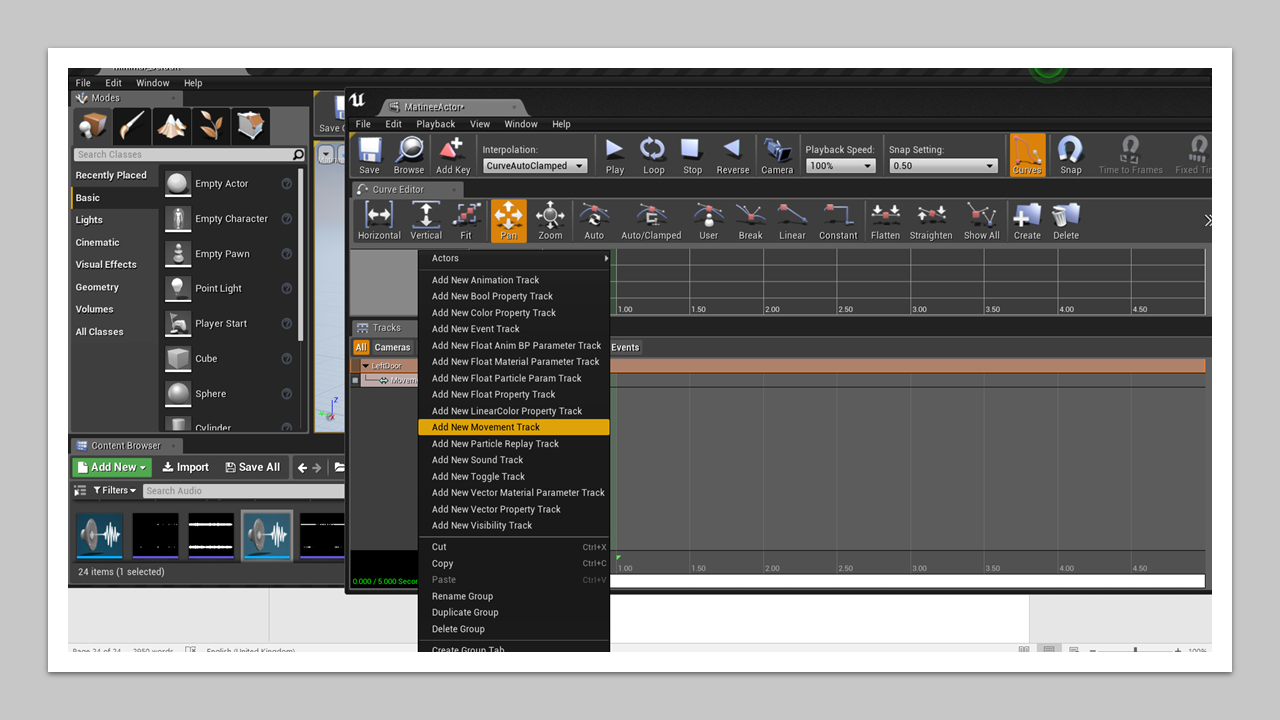 File Edit Window Help
Modes
MatineeActor*
File Edit Playback View Window Help
Search Classes
Recently Played
Basic
Lights
Cinematic
Visual Effects
Geometry
Volumes
All Classes
Empty Actor
Empty Character
Empty Pawn
Point Light
Player Start
Cube
Sphere
Cylinder
Save
Save
Browse
Add Key
Interpolation:
CurveAutoClamped
Play
Loop
Stop
Reverse
Camera
Playback Speed:
100%
Snap Setting:
0.50
Curves
Snap
Time to Frames
Fixed
Curve Editor
Horizontal
Vertical
Fit
Pan
Zoom
Auto
Auto/Clamped
User
Break
Linear
Constant
Flatten
Straighten
Show All
Create
Delete
1.00 1.50 2.00 2.50 3.00 3.50 4.00 4.50
Tracks
All Cameras
Events
LeftDoor
Actors
Add New Animation Track
Add New Bool Property Track
Add New Color Property Track
Add New Event Track
Add New Float Anim BP Parameter Track
Add New Float Material Parameter Track
Add New Float Particle Param Track
Add New Float Property Track
Add New LinearColor Property Track
Add New Movement Track
Add New Particle Replay Track
Add New Sound Track
Add New Toggle Track
Add New Vector Material Parameter Track
Add New Vector Property Track
Add New Visibility Track
Cut Ctrl+X
Copy Ctrl+C
Paste Ctrl+V
Rename Group
Duplicate Group
Delete Group
Create Group Tab
1.00 1.50 2.00 2.50 3.00 3.50 4.00 4.50
0.000 / 5.000
Content Browser
Add New
Import
Save All
Filters
Search Audio
24 items (1 selected)
Page 24 of 24 2950 words English (United Kingdom)
100%